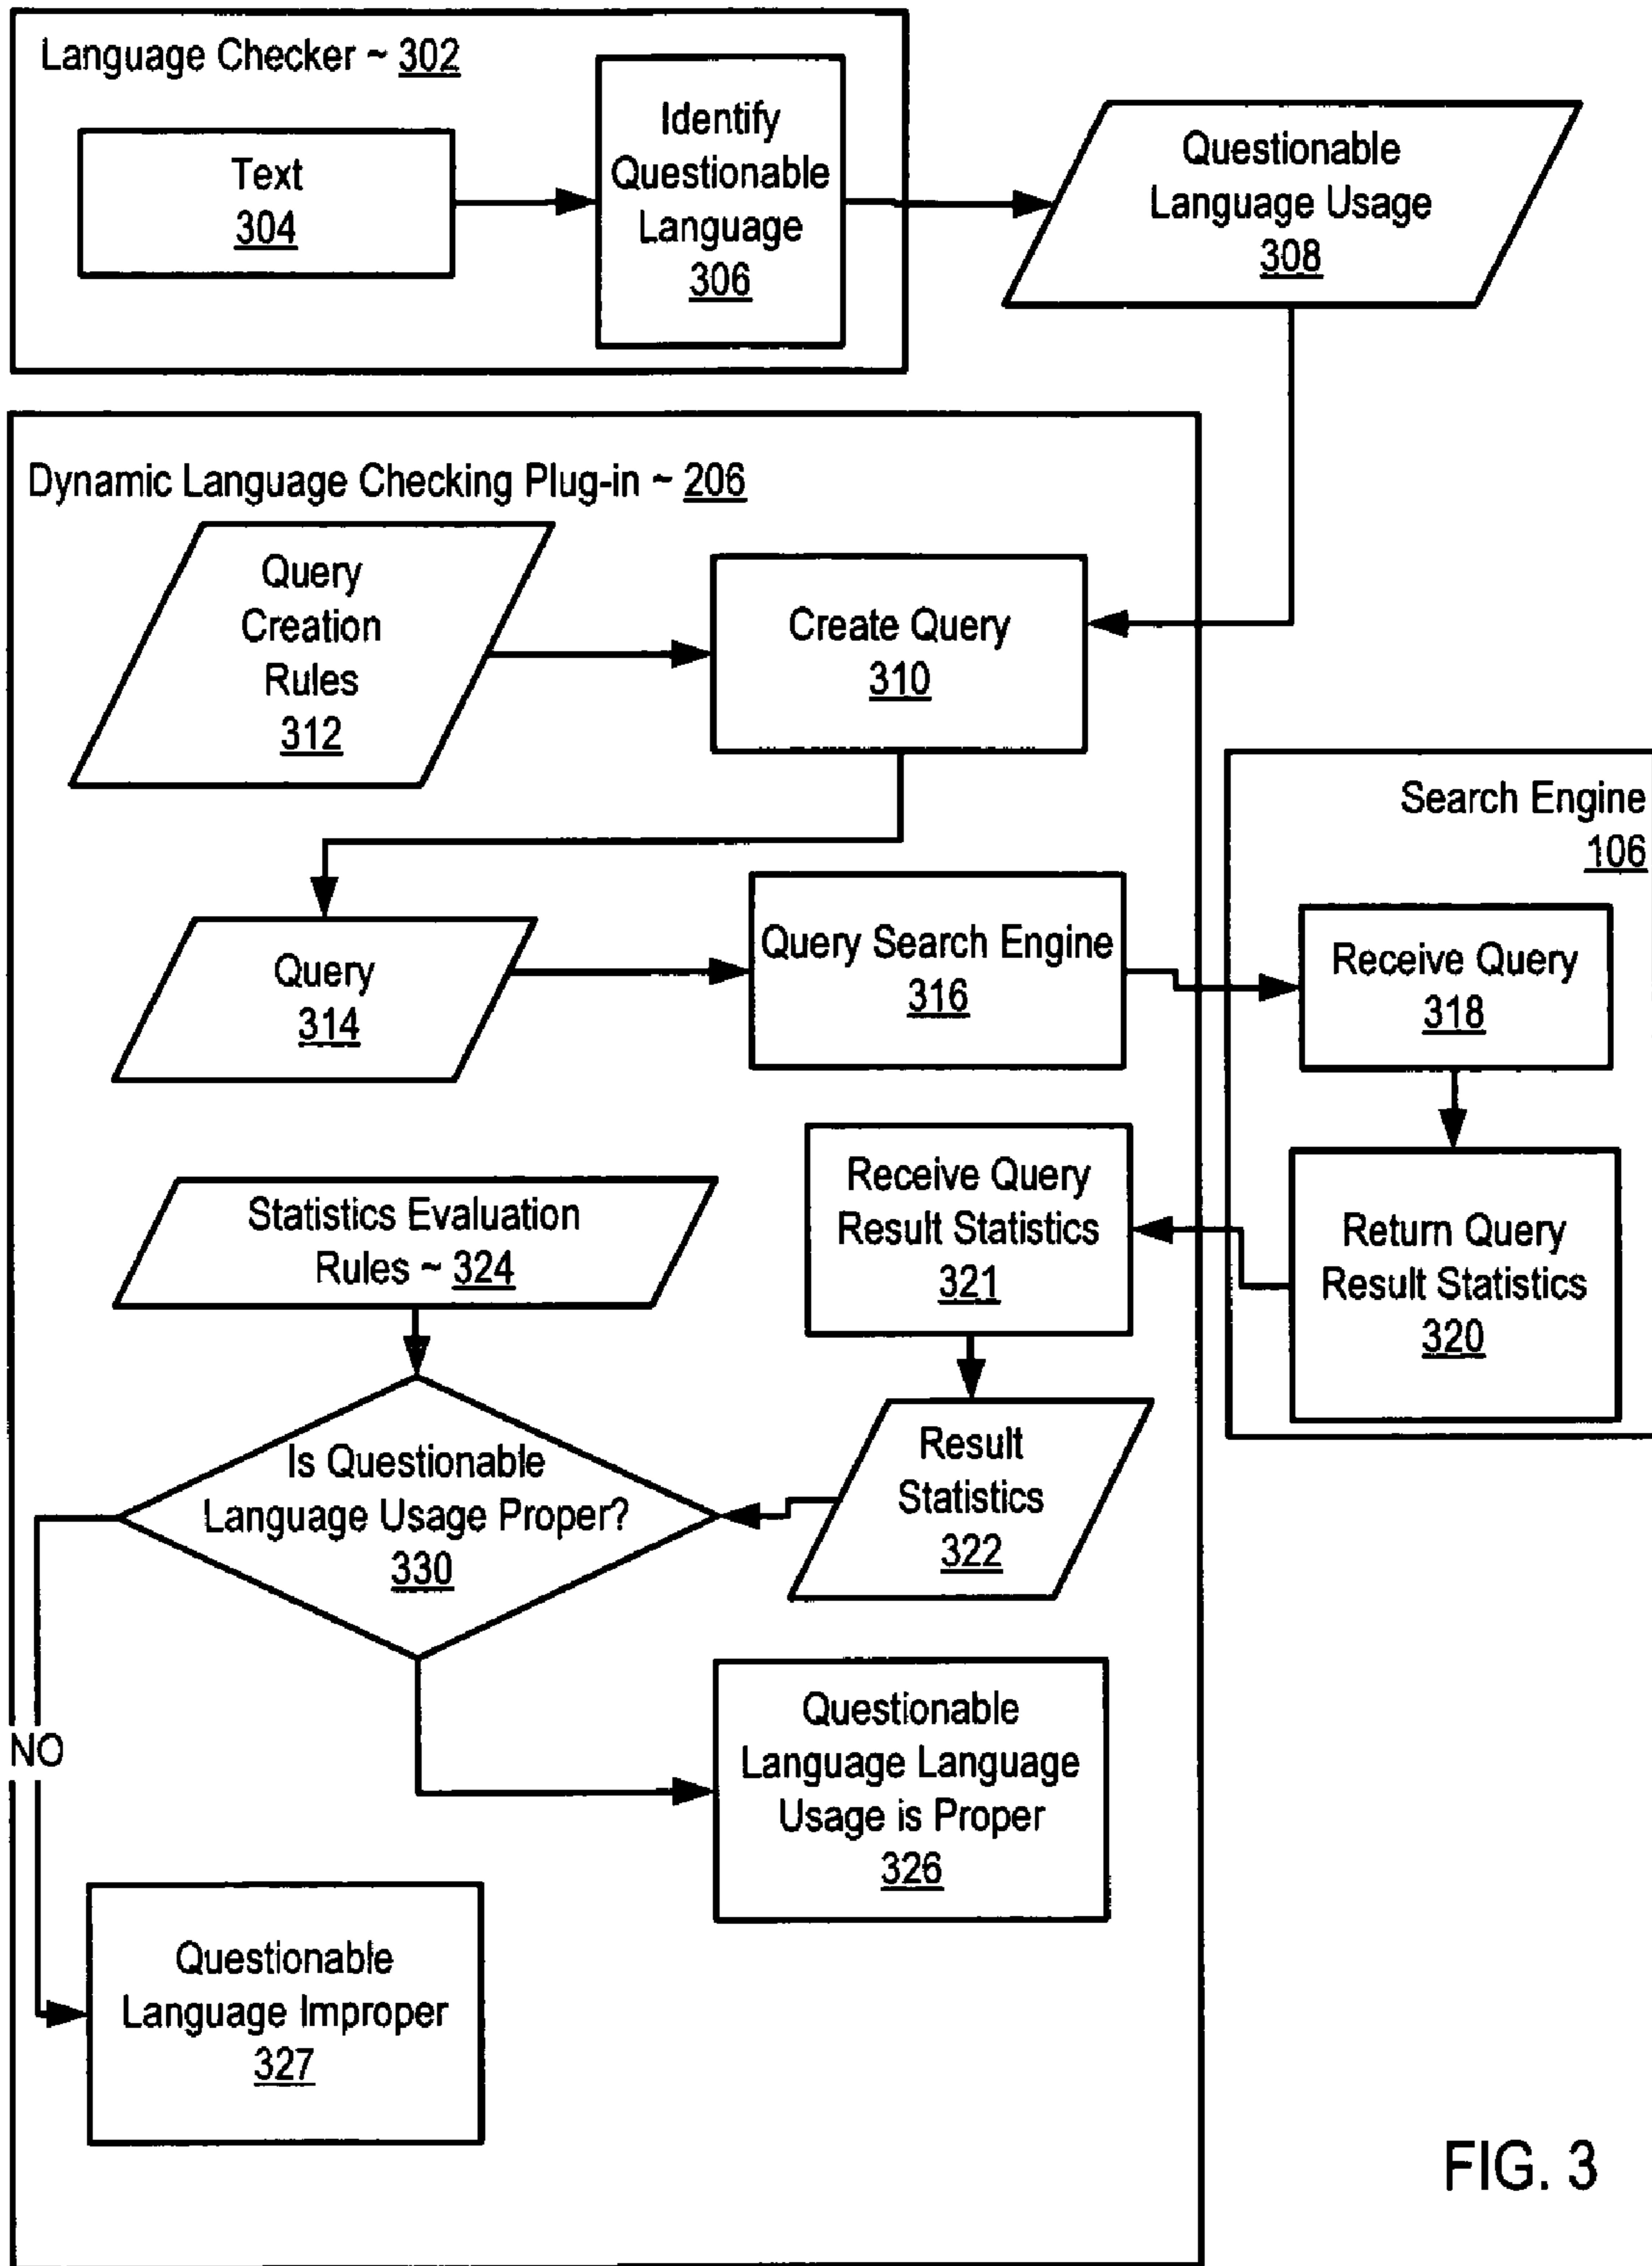 Language Checker ~ 302
Text
304
Identify
Questionable
Language
306
Questionable
Language Usage
308
Dynamic Language Checking Plug-in ~ 206
Query
Creation
Rules
312
Create Query
310
Search Engine
106
Query
314
Query Search Engine
316
Receive Query
318
Receive Query
Result Statistics
321
Return Query
Result Statistics
320
Statistics Evaluation
Rules ~ 324
Is Questionable
Language Usage Proper?
330
Result
Statistics
322
NO
Questionable
Language Language
Usage is Proper
326
Questionable
Language Improper
327
FIG. 3